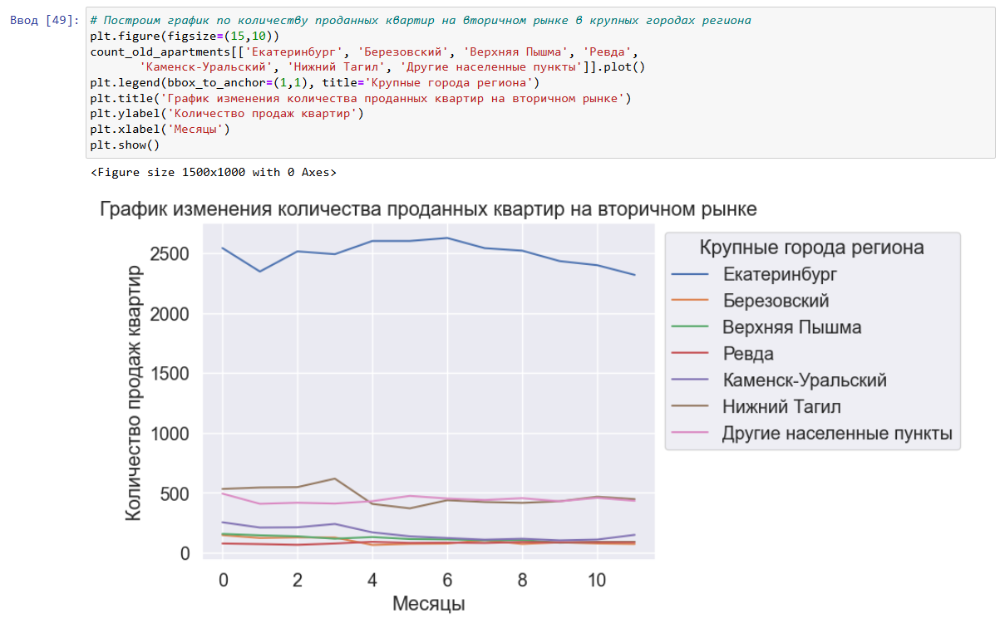 Ввод [49]:
# Построим график по количеству проданных квартир на вторичном рынке в крупных городах региона
plt.figure(figsize=(15,10))
count_old_apartments[['Екатеринбург', 'Березовский', 'Верхняя Пышма', 'Ревда',
'Каменск-Уральский', 'Нижний Тагил', 'Другие населенные пункты']].plot()
plt.legend(bbox_to_anchor=(1,1), title='Крупные города региона')
plt.title('График изменения количества проданных квартир на вторичном рынке')
plt.ylabel('Количество продаж квартир')
plt.xlabel('Месяцы')
plt.show()
<Figure size 1500x1000 with 0 Axes>
График изменения количества проданных квартир на вторичном рынке
Количество продаж квартир
2500
2000
1500
1000
500
0
0 2 4 6 8 10
Месяцы
Крупные города региона
Екатеринбург
Березовский
Верхняя Пышма
Ревда
Каменск-Уральский
Нижний Тагил
Другие населенные пункты